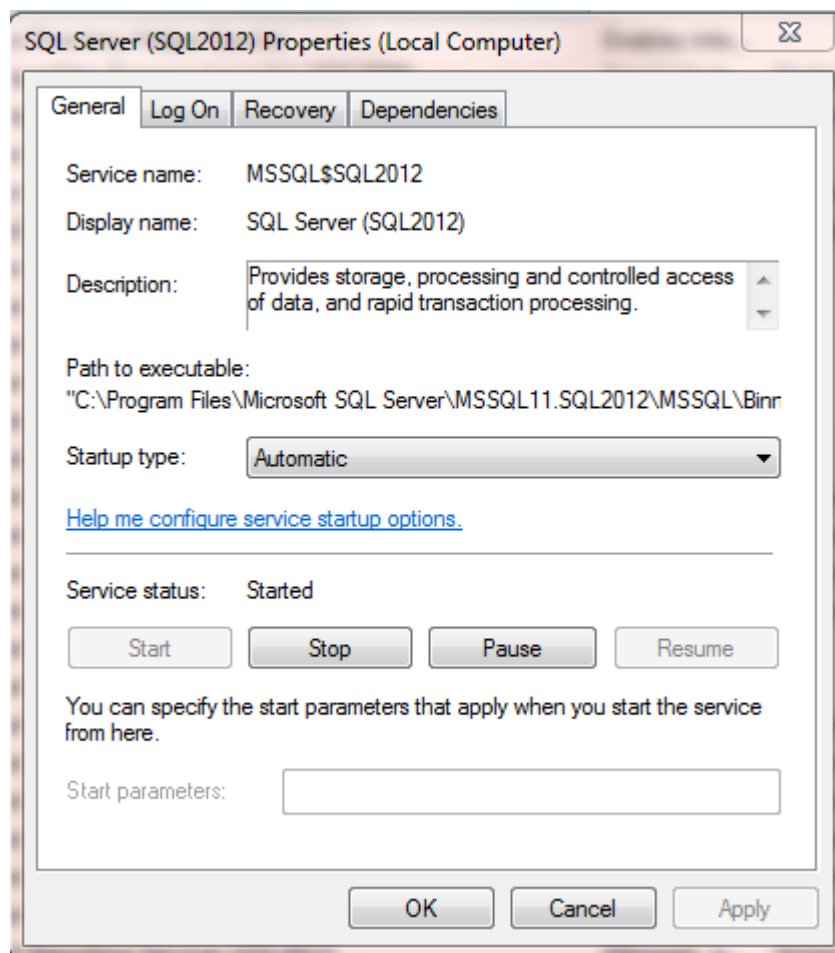 SQL Server (SQL2012) Properties (Local Computer)
General
Log On
Recovery
Dependencies
Service name: MSSQL$SQL2012
Display name: SQL Server (SQL2012)
Description: Provides storage, processing and controlled access
of data, and rapid transaction processing.
Path to executable:
"C:\Program Files\Microsoft SQL Server\MSSQL11.SQL2012\MSSQL\Binn
Startup type: Automatic
Help me configure service startup options.
Service status: Started
Start
Stop
Pause
Resume
You can specify the start parameters that apply when you start the service
from here.
Start parameters:
OK
Cancel
Apply